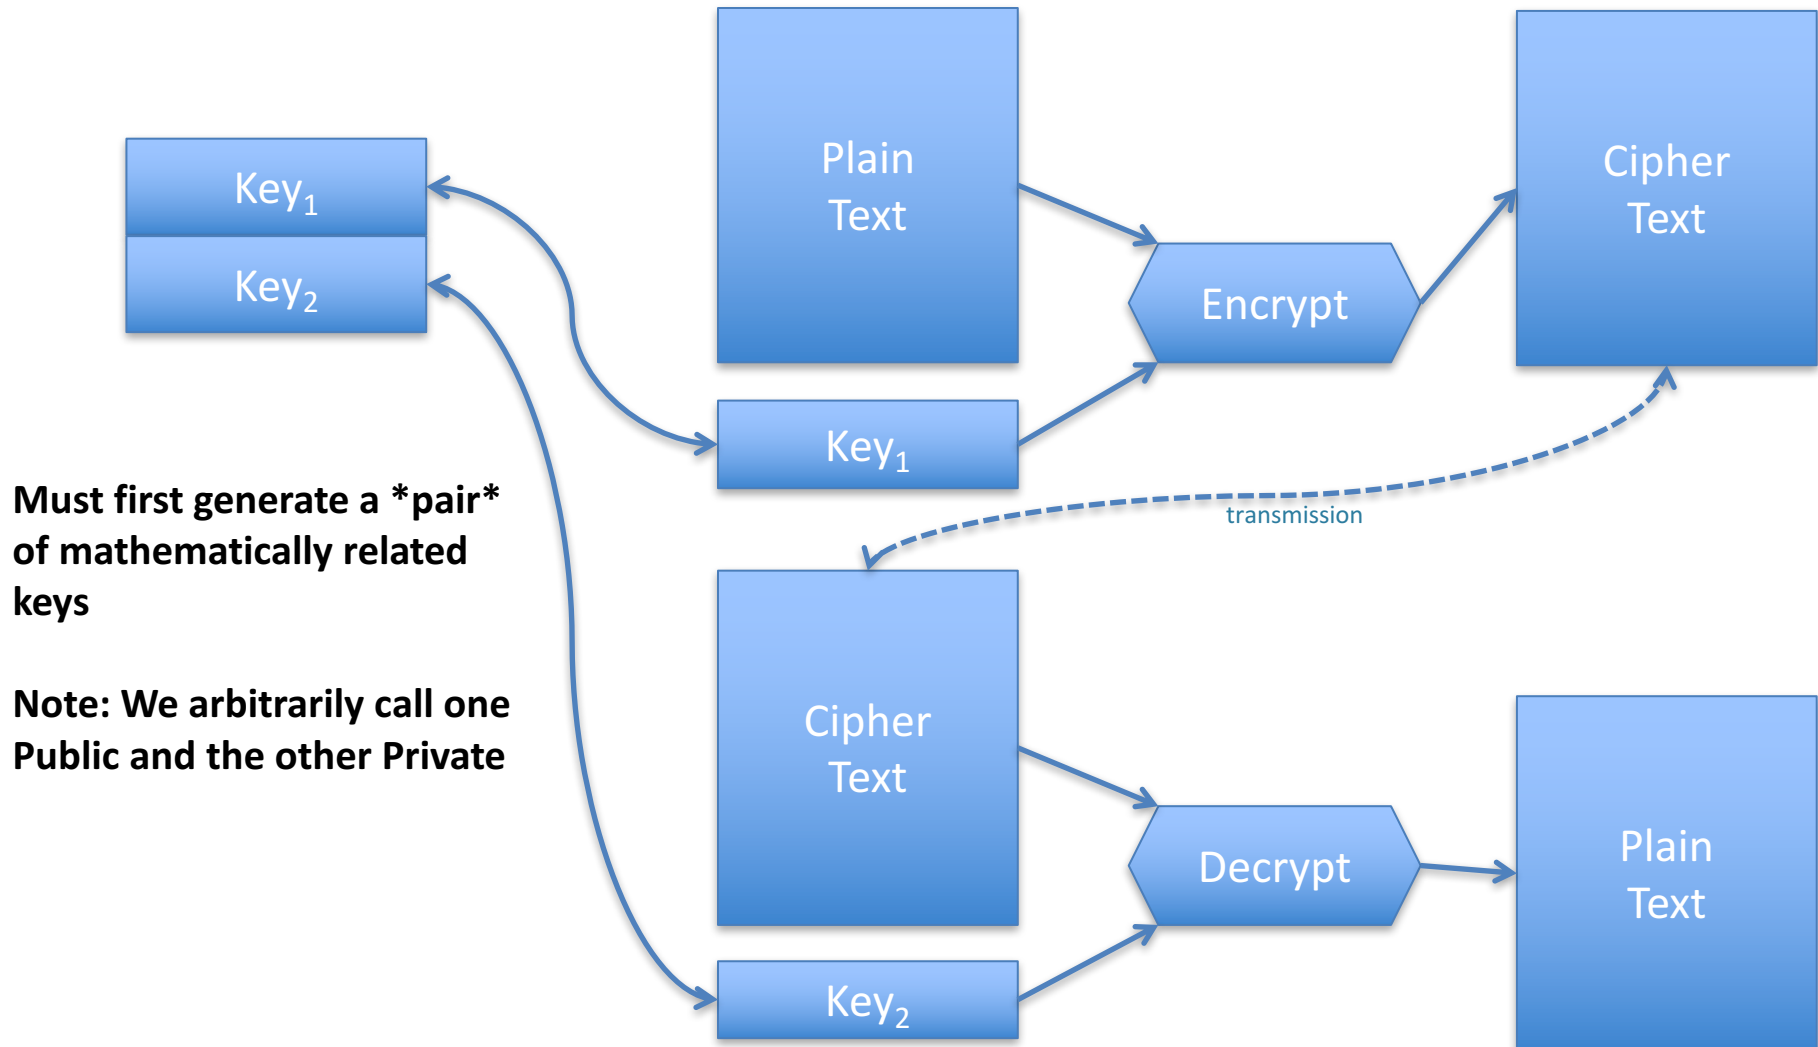 Key₁
Key₂
Must first generate a *pair*
of mathematically related
keys
Note: We arbitrarily call one
Public and the other Private
Plain
Text
Key₁
Encrypt
Cipher
Text
transmission
Cipher
Text
Key₂
Decrypt
Plain
Text